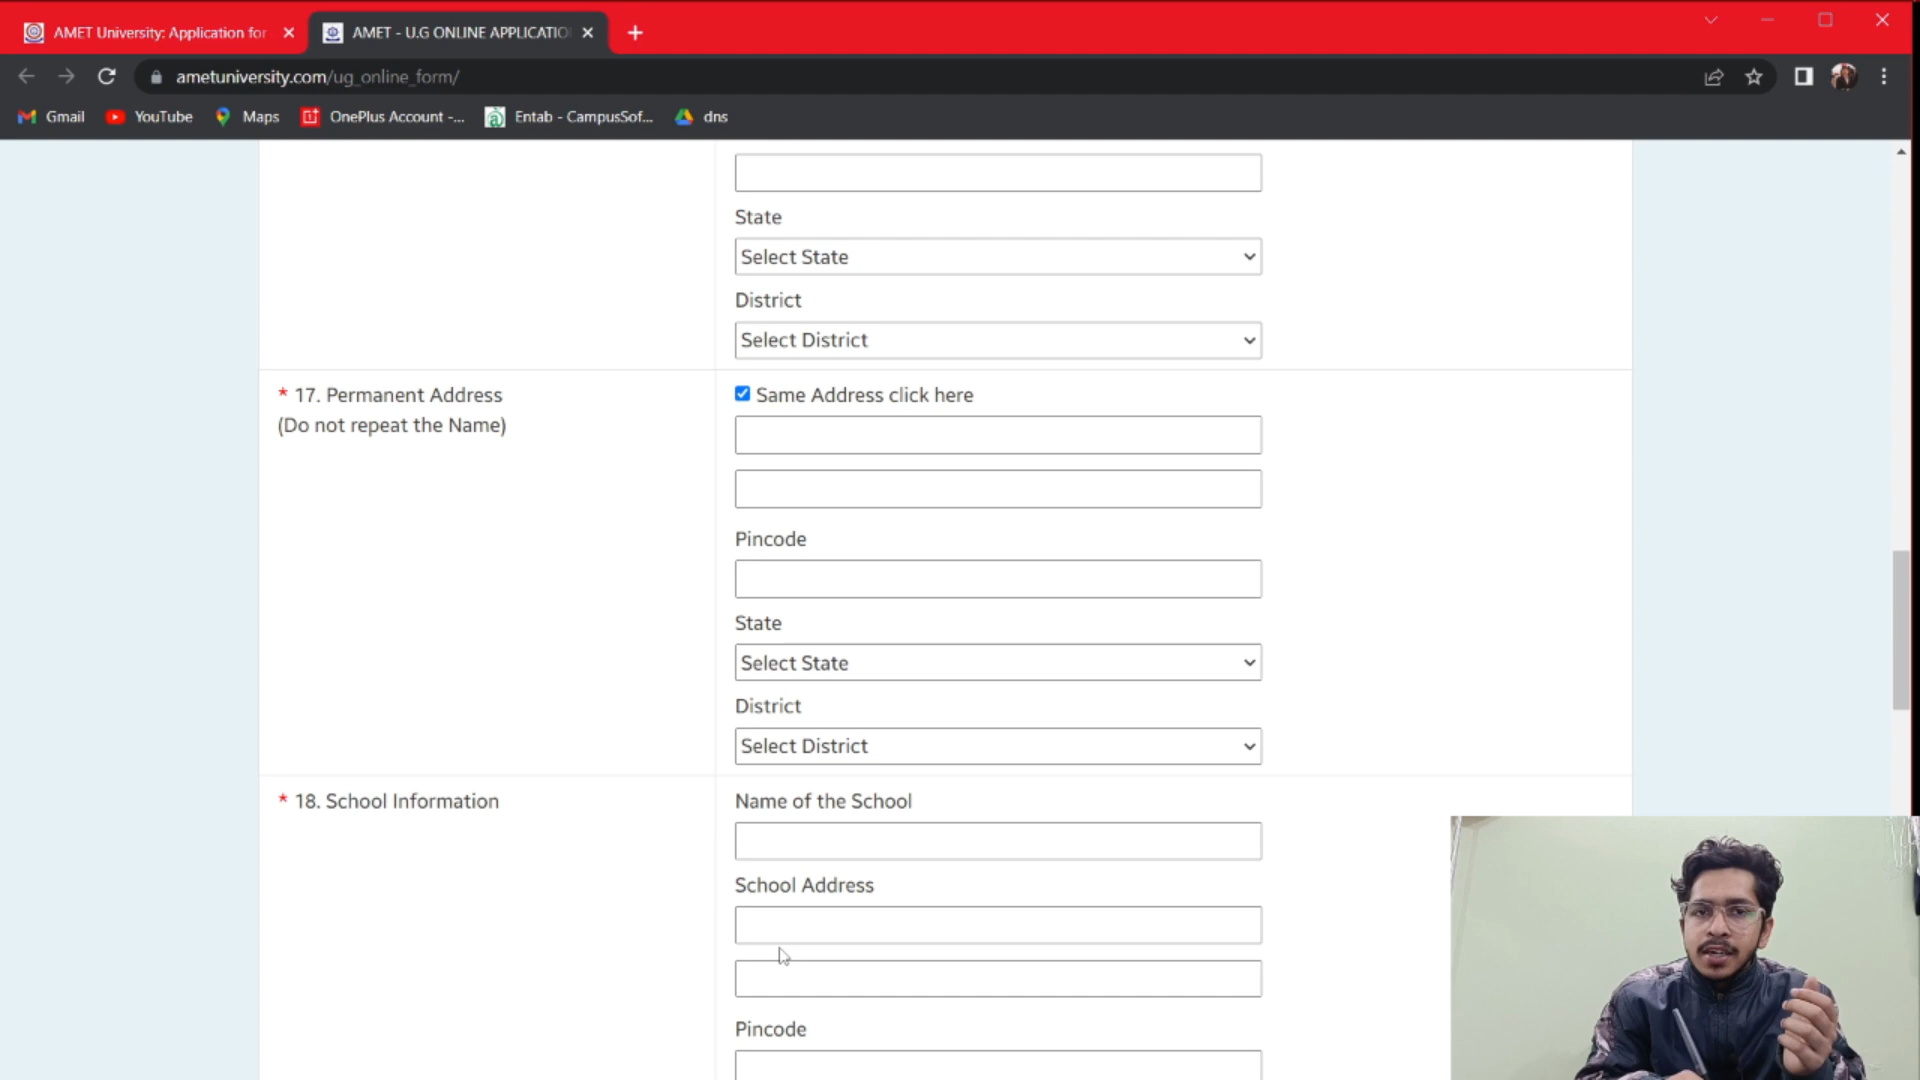 AMET University: Application for
AMET - U.G ONLINE APPLICATIO
ametuniversity.com/ug_online_form/
Gmail
YouTube
Maps
OnePlus Account -...
Entab - CampusSof...
dns
State
Select State
District
Select District
* 17. Permanent Address
(Do not repeat the Name)
Same Address click here
Pincode
State
Select State
District
Select District
* 18. School Information
Name of the School
School Address
Pincode